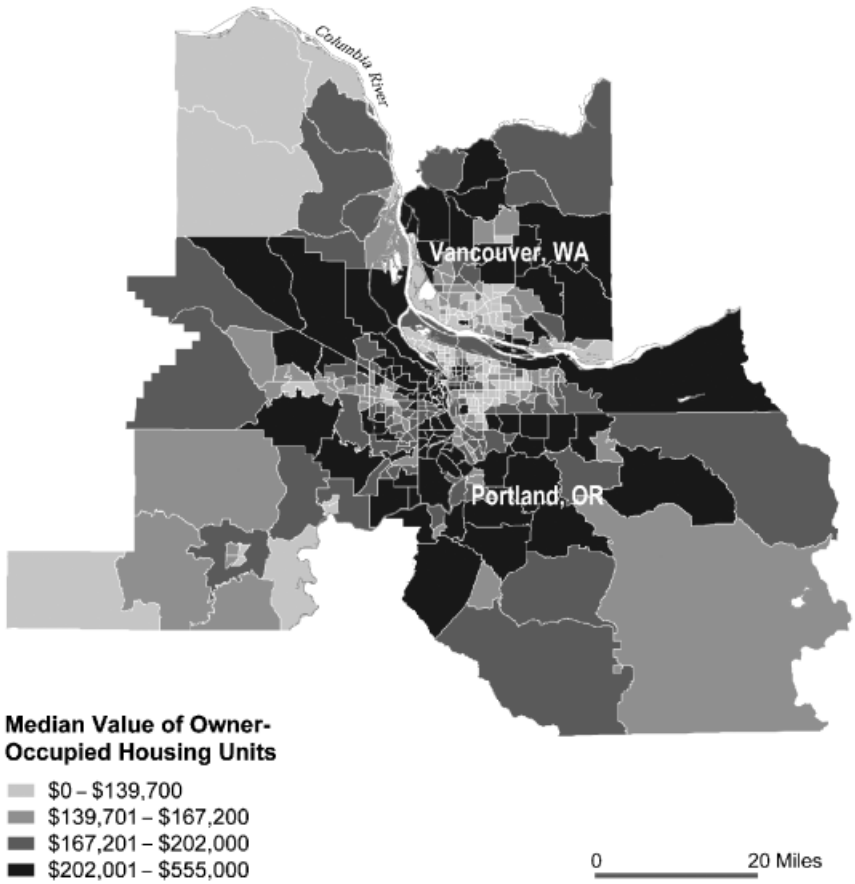 Columbia River
Vancouver, WA
Portland, OR
Median Value of Owner-
Occupied Housing Units
$0 – $139,700
$139,701 – $167,200
$167,201 – $202,000
$202,001 – $555,000
0 20 Miles